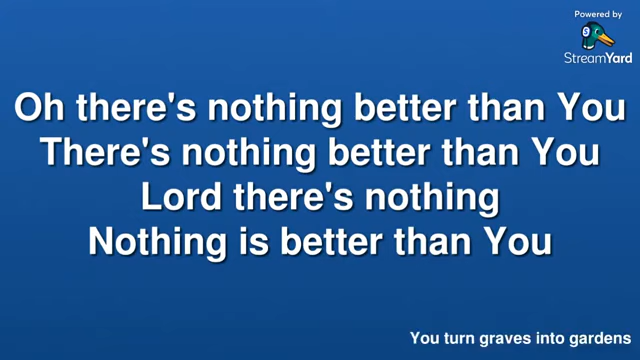 Powered by
StreamYard
Oh there's nothing better than You
There's nothing better than You
Lord there's nothing
Nothing is better than You
You turn graves into gardens